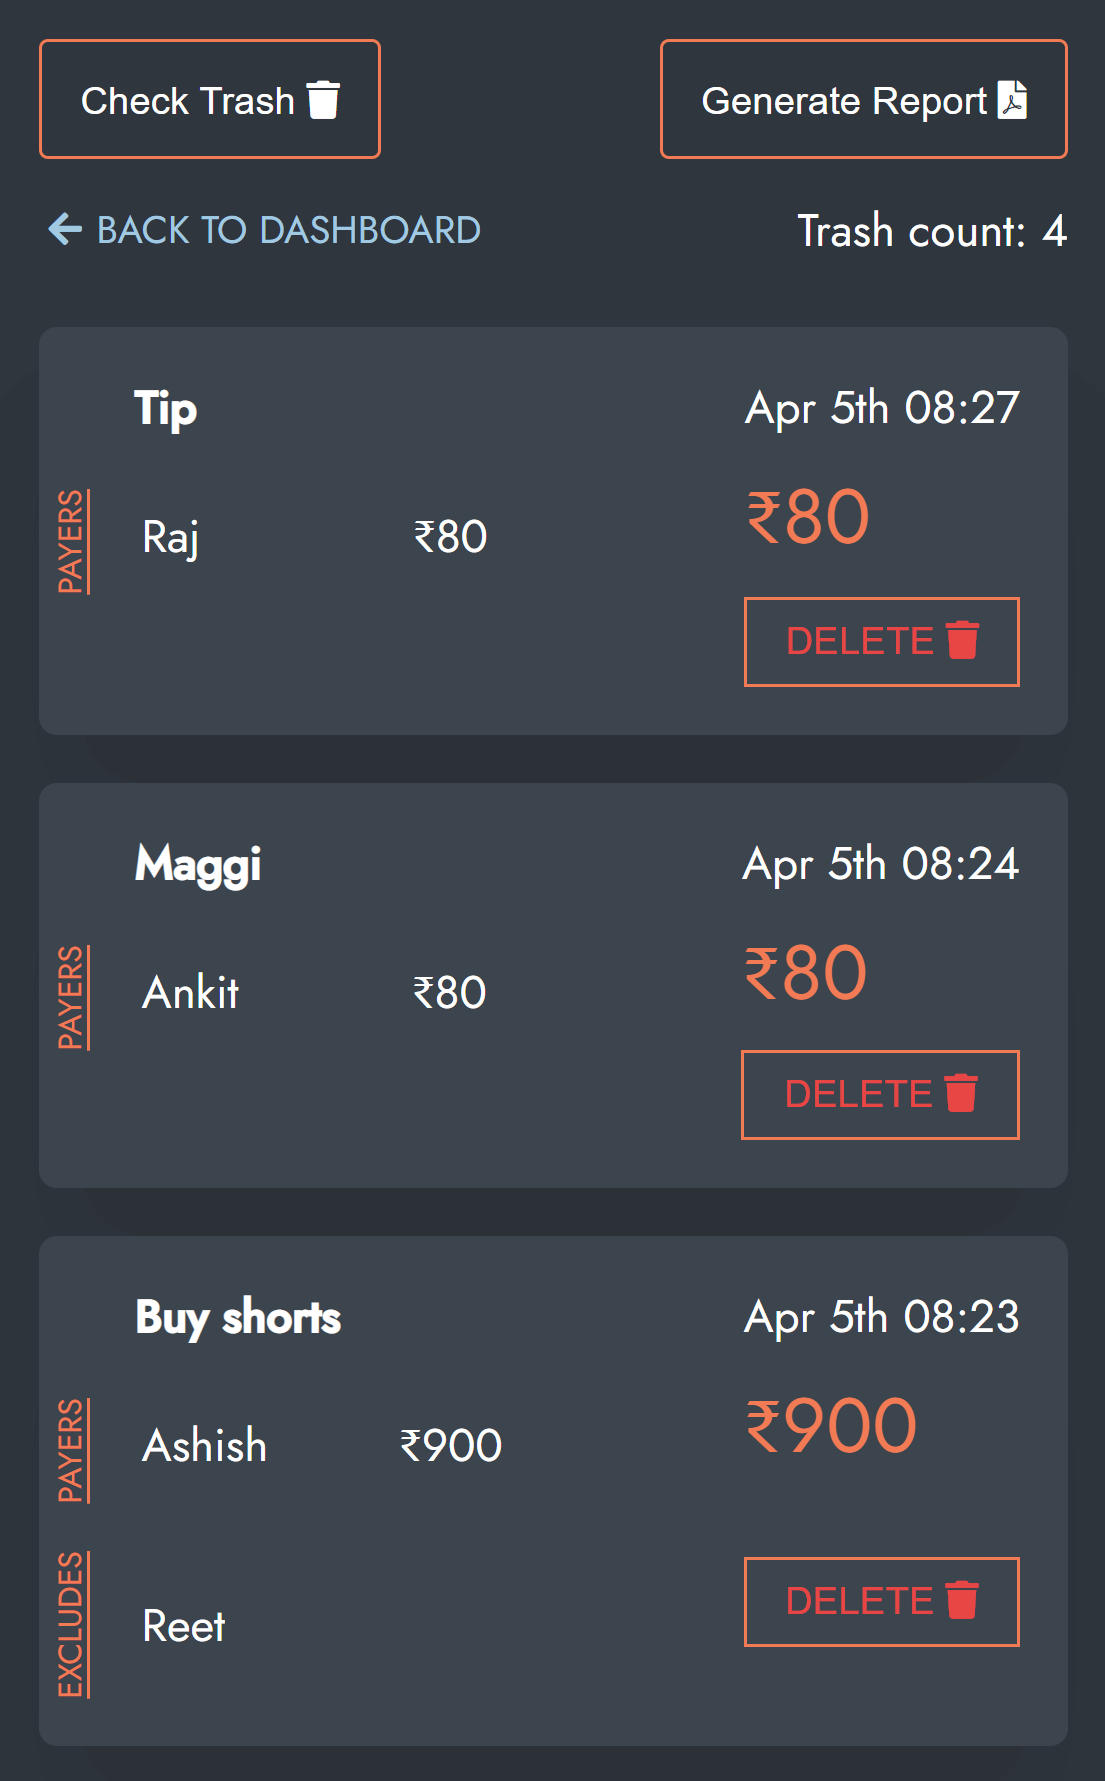 Check Trash
Generate Report
BACK TO DASHBOARD
Trash count: 4
Tip
Apr 5th 08:27
PAYERS
Raj
₹80
₹80
DELETE
Maggi
Apr 5th 08:24
PAYERS
Ankit
₹80
₹80
DELETE
Buy shorts
Apr 5th 08:23
PAYERS
Ashish
₹900
₹900
EXCLUDES
Reet
DELETE